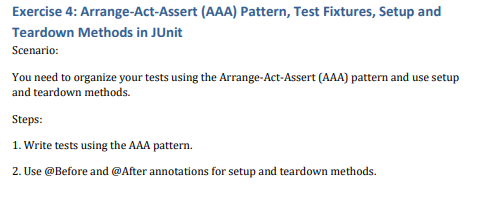 Exercise 4: Arrange-Act-Assert (AAA) Pattern, Test Fixtures, Setup and
Teardown Methods in JUnit
Scenario:
You need to organize your tests using the Arrange-Act-Assert (AAA) pattern and use setup
and teardown methods.
Steps:
1. Write tests using the AAA pattern.
2. Use @Before and @After annotations for setup and teardown methods.